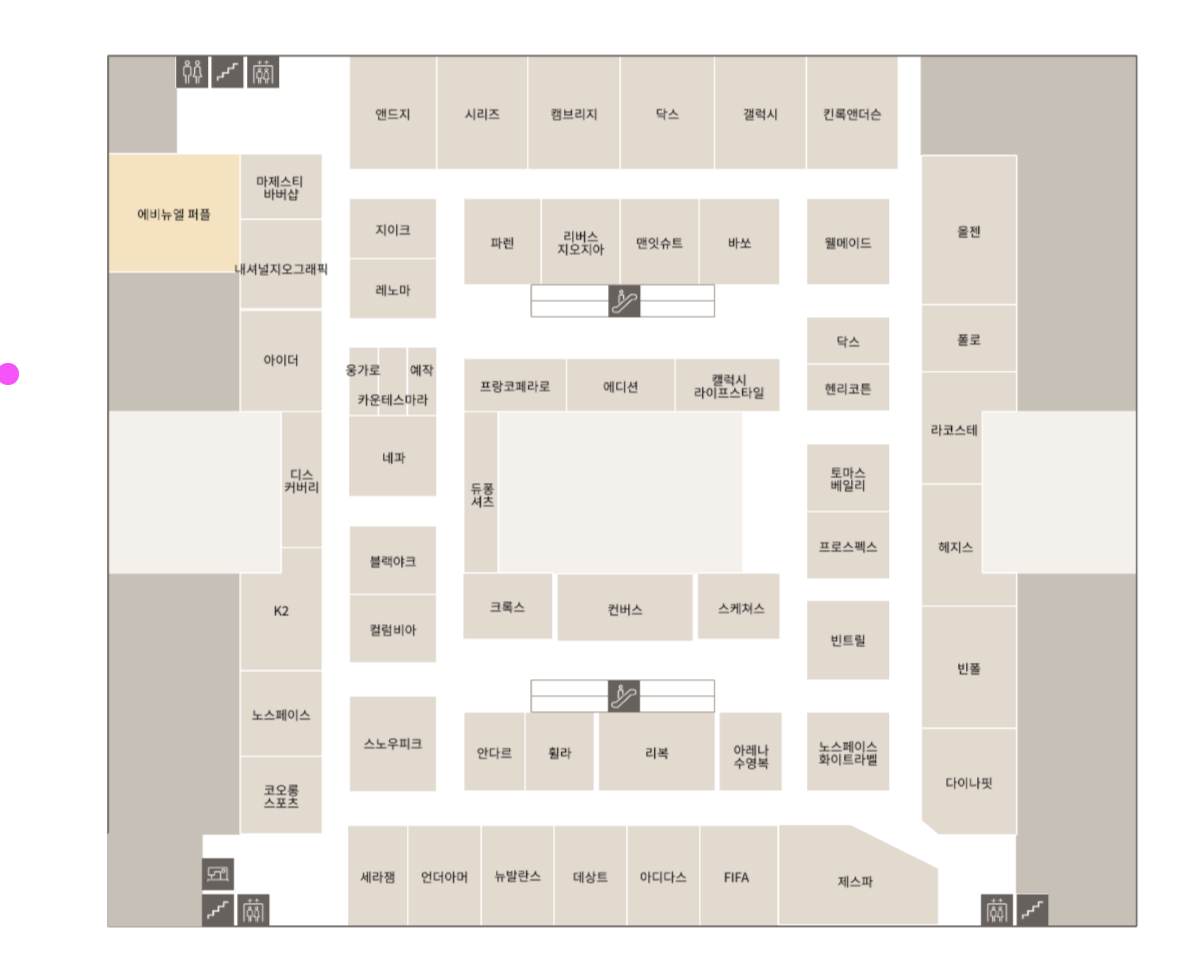 앤드지
시리즈
캠브리지
닥스
갤럭시
킨록앤더슨
마제스티
바버샵
에비뉴엘 퍼플
내셔널지오그래픽
지이크
파렌
리버스
지오지아
맨잇슈트
바쏘
웰메이드
올젠
레노마
아이더
웅가로
예작
카운테스마라
프랑코페라로
에디션
갤럭시
라이프스타일
닥스
헨리코튼
폴로
라코스테
네파
디스
커버리
듀퐁
셔츠
토마스
베일리
프로스펙스
헤지스
블랙야크
K2
컬럼비아
크록스
컨버스
스케쳐스
빈트릴
빈폴
노스페이스
스노우피크
안다르
휠라
리복
아레나
수영복
노스페이스
화이트라벨
다이나핏
코오롱
스포츠
세라잼
언더아머
뉴발란스
데상트
아디다스
FIFA
제스파